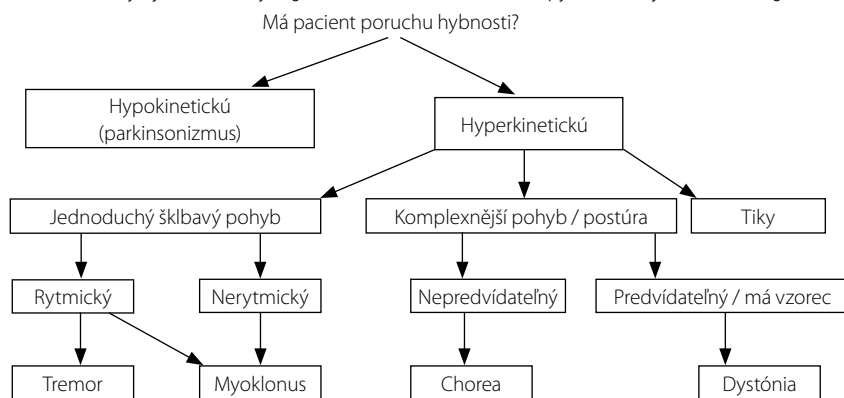 Má pacient poruchu hybnosti?
Hypokinetickú
(parkinsonizmus)
Hyperkinetickú
Jednoduchý šklbavý pohyb
Komplexnější pohyb / postúra
Tiky
Rytmický
Nerytmický
Nepredvídateľný
Predvídateľný / má vzorec
Tremor
Myoklonus
Chorea
Dystónia